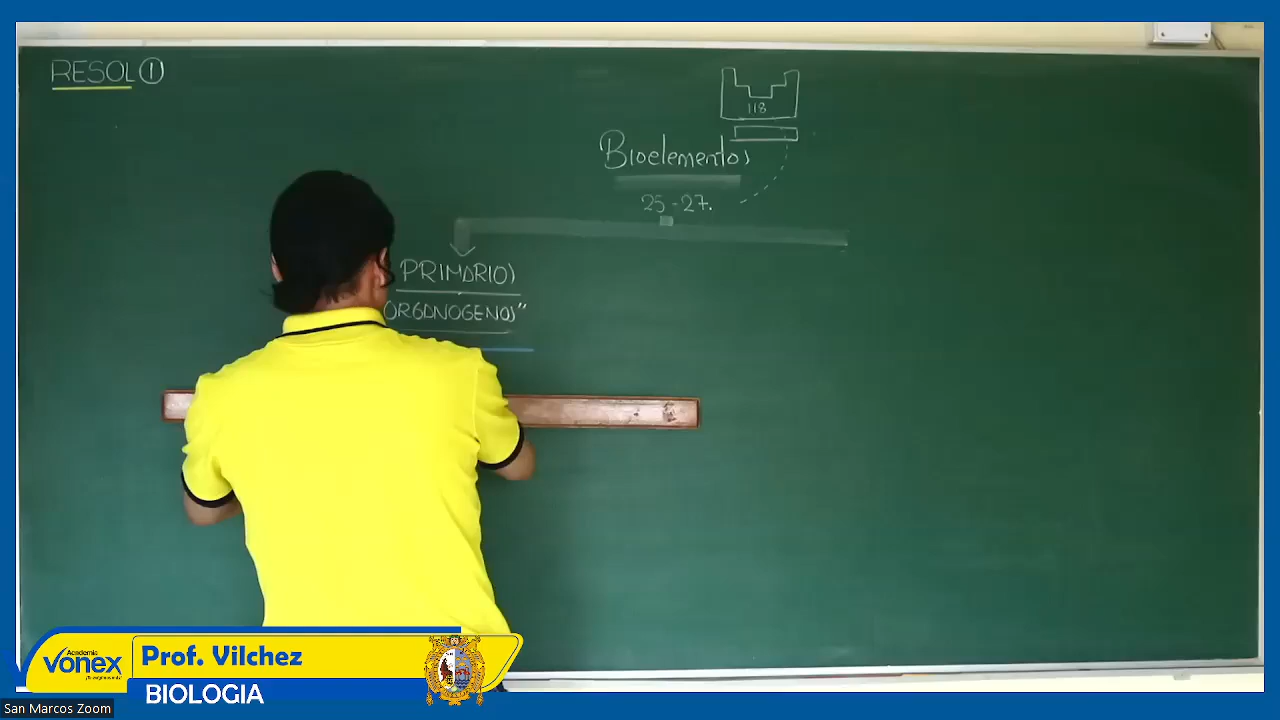 RESOL 1
118
Bioelementos
25-27.
PRIMARIOS
ORGANOGENOS"
Academia
vonex
Prof. Vilchez
BIOLOGIA
San Marcos Zoom